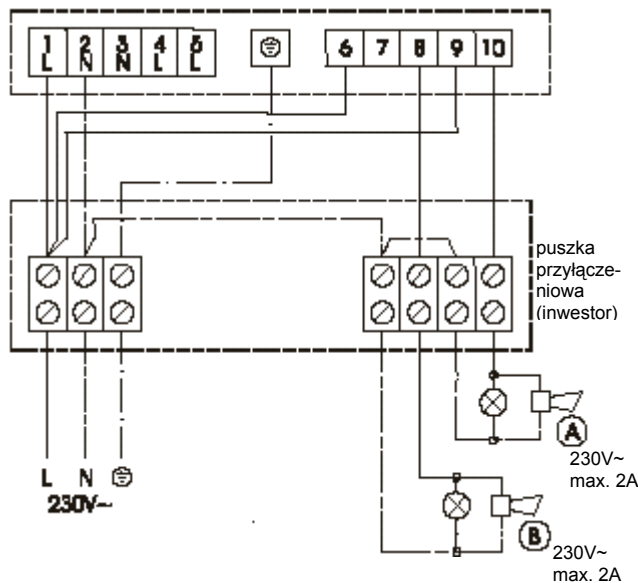 1 2 3 4 5 6 7 8 9 10
L N N L L
puszka
przyłącze-
niowa
(inwestor)
A
230V~
max. 2A
L N
230V~
B
230V~
max. 2A